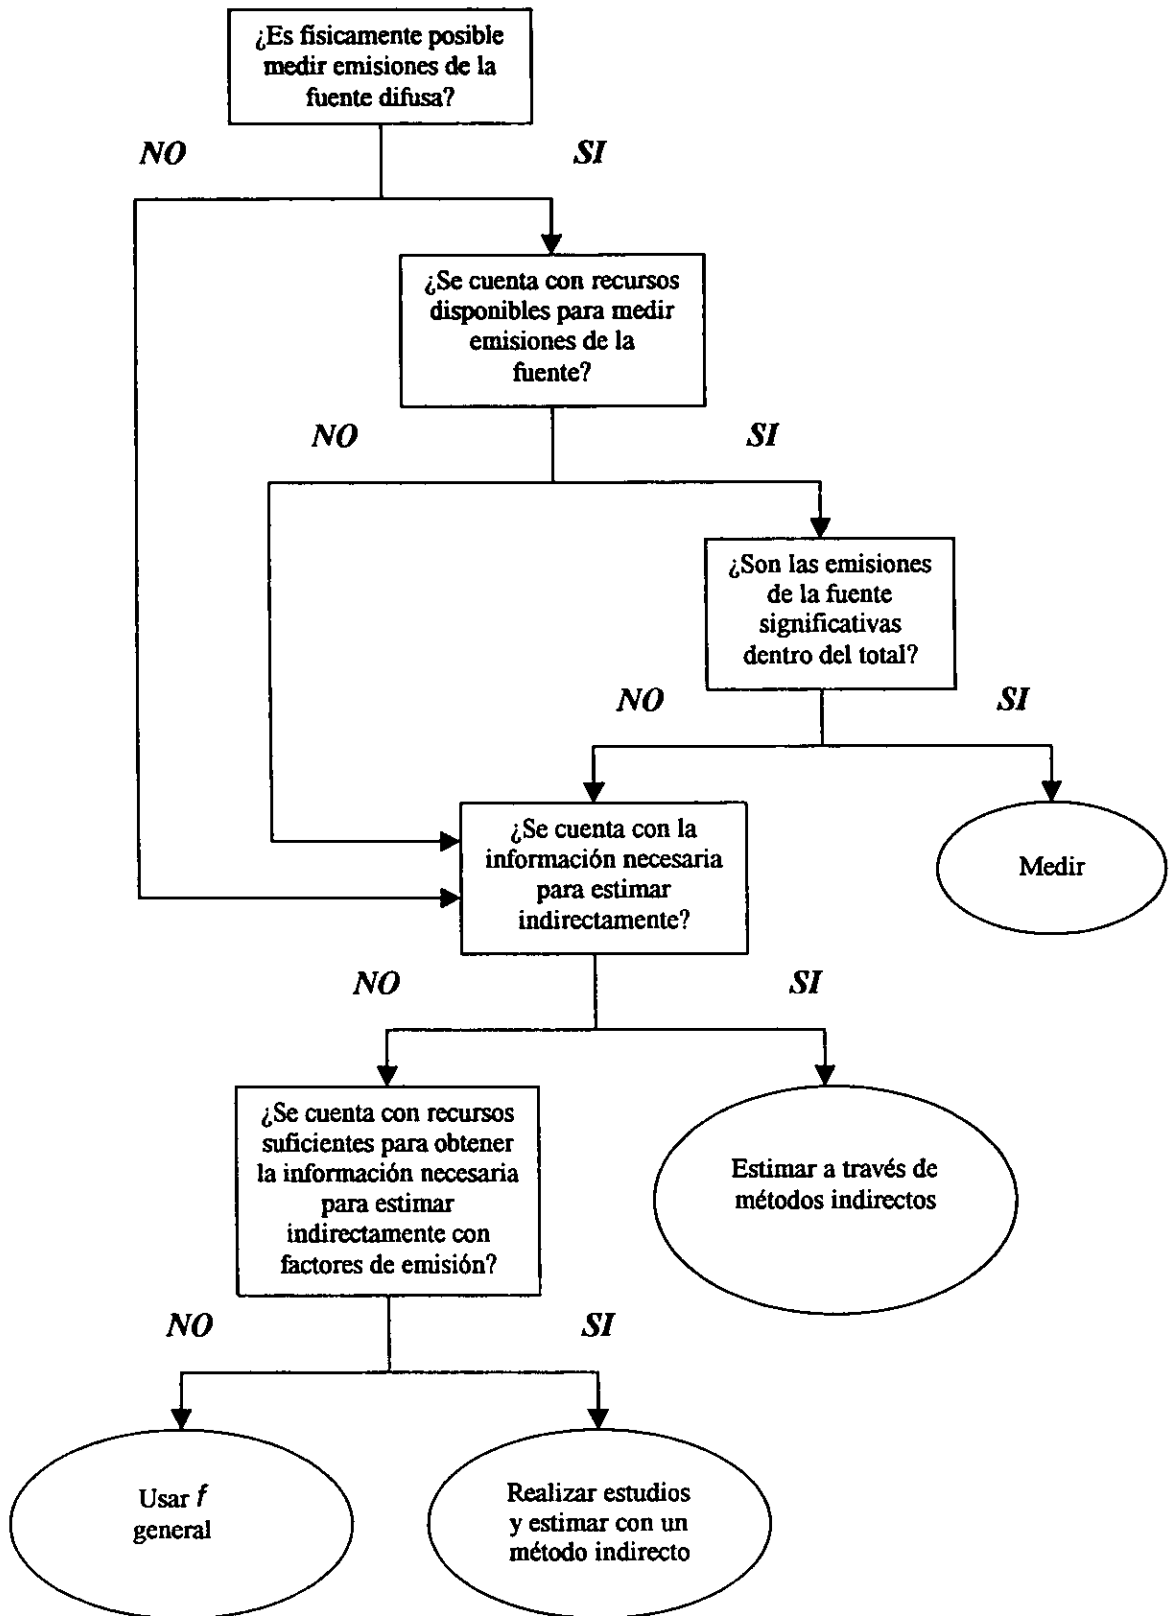 ¿Es físicamente posible
medir emisiones de la
fuente difusa?
NO
SI
¿Se cuenta con recursos
disponibles para medir
emisiones de la
fuente?
NO
SI
¿Son las emisiones
de la fuente
significativas
dentro del total?
NO
SI
¿Se cuenta con la
información necesaria
para estimar
indirectamente?
Medir
NO
SI
¿Se cuenta con recursos
suficientes para obtener
la información necesaria
para estimar
indirectamente con
factores de emisión?
Estimar a través de
métodos indirectos
NO
SI
Usar f
general
Realizar estudios
y estimar con un
método indirecto